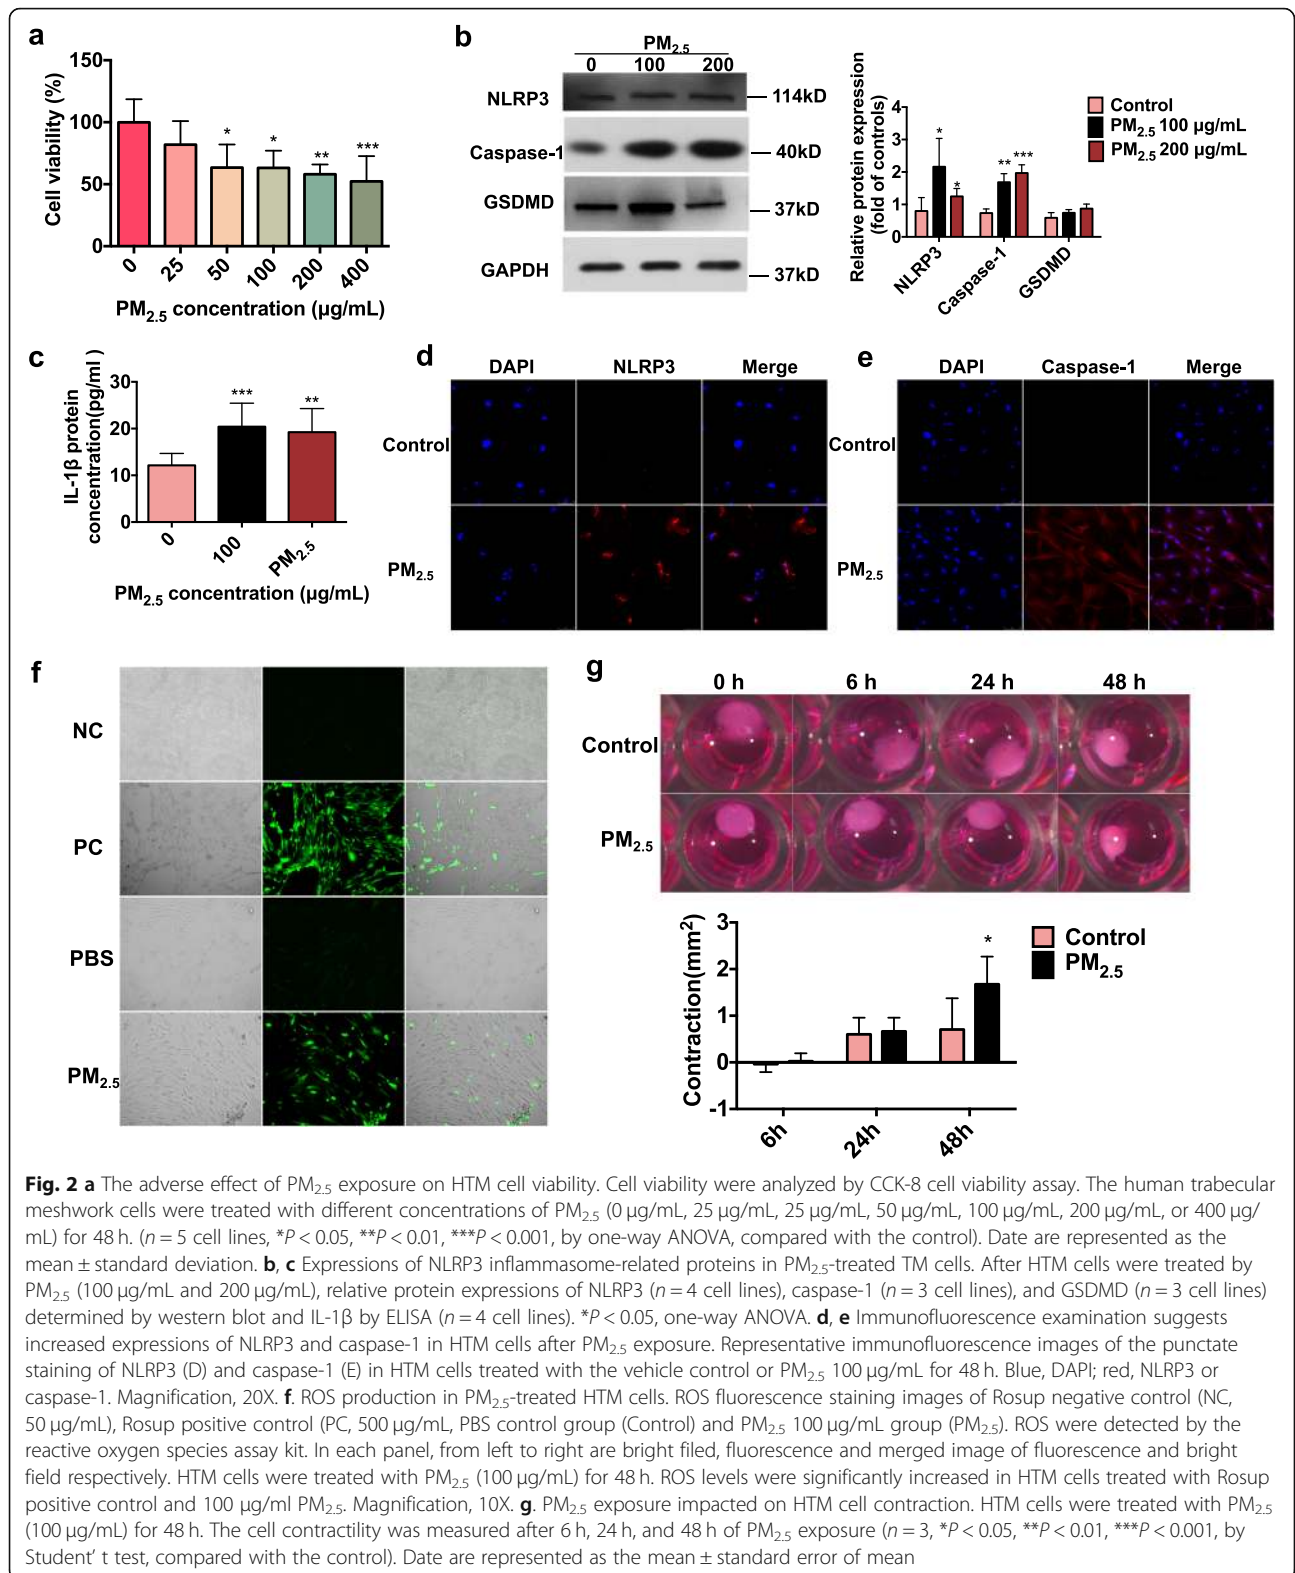 a
150
100
50
0
Cell viability (%)
*
*
**
***
0
25
50
100
200
400
PM2.5 concentration (µg/mL)
b
PM2.5
0 100 200
NLRP3
114kD
Caspase-1
40kD
GSDMD
37kD
GAPDH
37kD
Relative protein expression
(fold of controls)
4
3
2
1
0
*
*
**
***
NLRP3
Caspase-1
GSDMD
Control
PM2.5 100 µg/mL
PM2.5 200 µg/mL
c
IL-1β protein
concentration(pg/ml )
30
20
10
0
***
**
0
100
PM2.5
PM2.5 concentration (µg/mL)
d
DAPI NLRP3 Merge
Control
PM2.5
e
DAPI Caspase-1 Merge
Control
PM2.5
f
NC
PC
PBS
PM2.5
g
0 h 6 h 24 h 48 h
Control
PM2.5
Contraction(mm²)
3
2
1
0
-1
*
6h
24h
48h
Control
PM2.5
Fig. 2 a The adverse effect of PM2.5 exposure on HTM cell viability. Cell viability were analyzed by CCK-8 cell viability assay. The human trabecular
meshwork cells were treated with different concentrations of PM2.5 (0 µg/mL, 25 µg/mL, 25 µg/mL, 50 µg/mL, 100 µg/mL, 200 µg/mL, or 400 µg/
mL) for 48 h. (n = 5 cell lines, *P < 0.05, **P < 0.01, ***P < 0.001, by one-way ANOVA, compared with the control). Date are represented as the
mean ± standard deviation. b, c Expressions of NLRP3 inflammasome-related proteins in PM2.5-treated TM cells. After HTM cells were treated by
PM2.5 (100 µg/mL and 200 µg/mL), relative protein expressions of NLRP3 (n = 4 cell lines), caspase-1 (n = 3 cell lines), and GSDMD (n = 3 cell lines)
determined by western blot and IL-1β by ELISA (n = 4 cell lines). *P < 0.05, one-way ANOVA. d, e Immunofluorescence examination suggests
increased expressions of NLRP3 and caspase-1 in HTM cells after PM2.5 exposure. Representative immunofluorescence images of the punctate
staining of NLRP3 (D) and caspase-1 (E) in HTM cells treated with the vehicle control or PM2.5 100 µg/mL for 48 h. Blue, DAPI; red, NLRP3 or
caspase-1. Magnification, 20X. f. ROS production in PM2.5-treated HTM cells. ROS fluorescence staining images of Rosup negative control (NC,
50 µg/mL), Rosup positive control (PC, 500 µg/mL, PBS control group (Control) and PM2.5 100 µg/mL group (PM2.5). ROS were detected by the
reactive oxygen species assay kit. In each panel, from left to right are bright filed, fluorescence and merged image of fluorescence and bright
field respectively. HTM cells were treated with PM2.5 (100 µg/mL) for 48 h. ROS levels were significantly increased in HTM cells treated with Rosup
positive control and 100 µg/ml PM2.5. Magnification, 10X. g. PM2.5 exposure impacted on HTM cell contraction. HTM cells were treated with PM2.5
(100 µg/mL) for 48 h. The cell contractility was measured after 6 h, 24 h, and 48 h of PM2.5 exposure (n = 3, *P < 0.05, **P < 0.01, ***P < 0.001, by
Student' t test, compared with the control). Date are represented as the mean ± standard error of mean